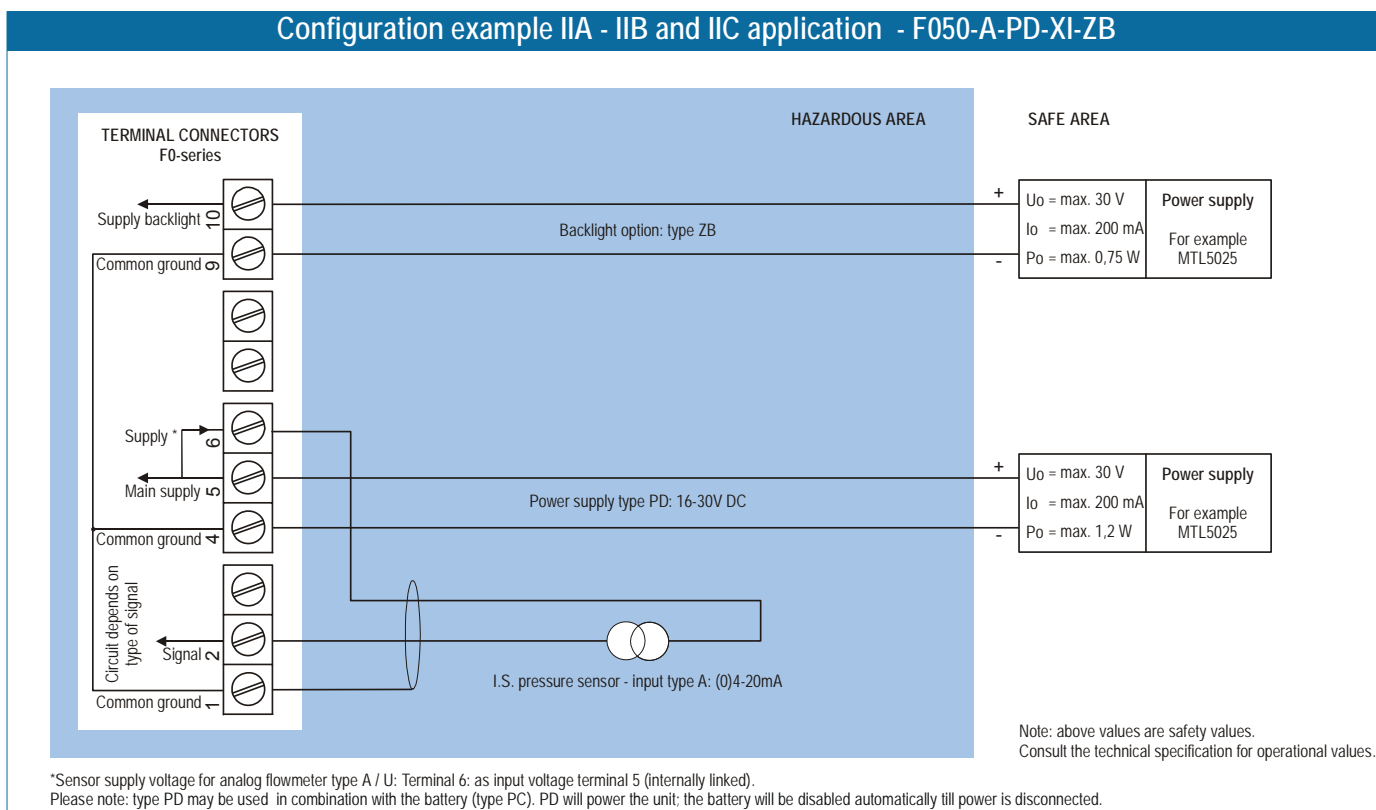 Configuration example IIA - IIB and IIC application - F050-A-PD-XI-ZB
HAZARDOUS AREA
SAFE AREA
TERMINAL CONNECTORS
F0-series
Supply backlight
10
Common ground
9
Backlight option: type ZB
+
-
Uo = max. 30 V
Io = max. 200 mA
Po = max. 0,75 W
Power supply
For example
MTL5025
Supply *
6
Main supply
5
Common ground
4
Power supply type PD: 16-30V DC
+
-
Uo = max. 30 V
Io = max. 200 mA
Po = max. 1,2 W
Power supply
For example
MTL5025
Circuit depends on
type of signal
Signal
2
Common ground
1
I.S. pressure sensor - input type A: (0)4-20mA
Note: above values are safety values.
Consult the technical specification for operational values.
*Sensor supply voltage for analog flowmeter type A / U: Terminal 6: as input voltage terminal 5 (internally linked).
Please note: type PD may be used in combination with the battery (type PC). PD will power the unit; the battery will be disabled automatically till power is disconnected.